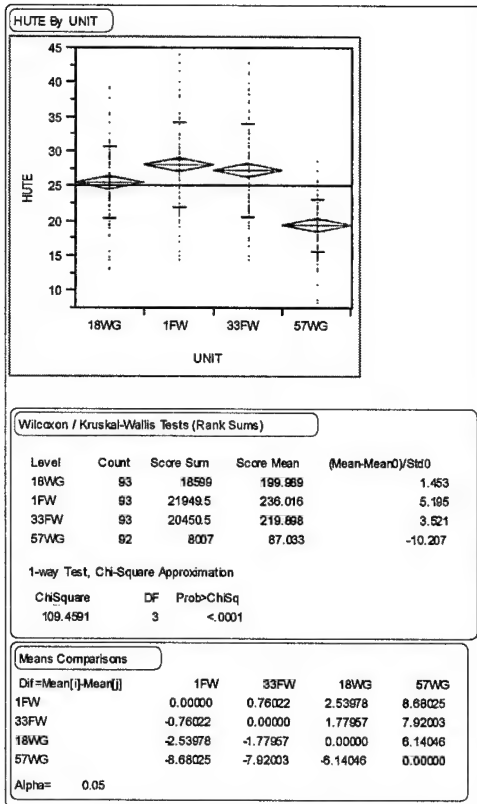 HUTE By UNIT
45
40
35
30
25
20
15
10
HUTE
18WG 1FW 33FW 57WG
UNIT
Wilcoxon / Kruskal-Wallis Tests (Rank Sums)
Level Count Score Sum Score Mean (Mean-Mean0)/Std0
18WG 93 18599 199.989 1.453
1FW 93 21949.5 236.016 5.195
33FW 93 20450.5 219.898 3.521
57WG 92 8007 87.033 -10.207
1-way Test, Chi-Square Approximation
ChiSquare DF Prob>ChiSq
109.4591 3 <.0001
Means Comparisons
Dif=Mean[i]-Mean[j] 1FW 33FW 18WG 57WG
1FW 0.00000 0.76022 2.53978 8.68025
33FW -0.76022 0.00000 1.77957 7.92003
18WG -2.53978 -1.77957 0.00000 6.14046
57WG -8.68025 -7.92003 -6.14046 0.00000
Alpha= 0.05